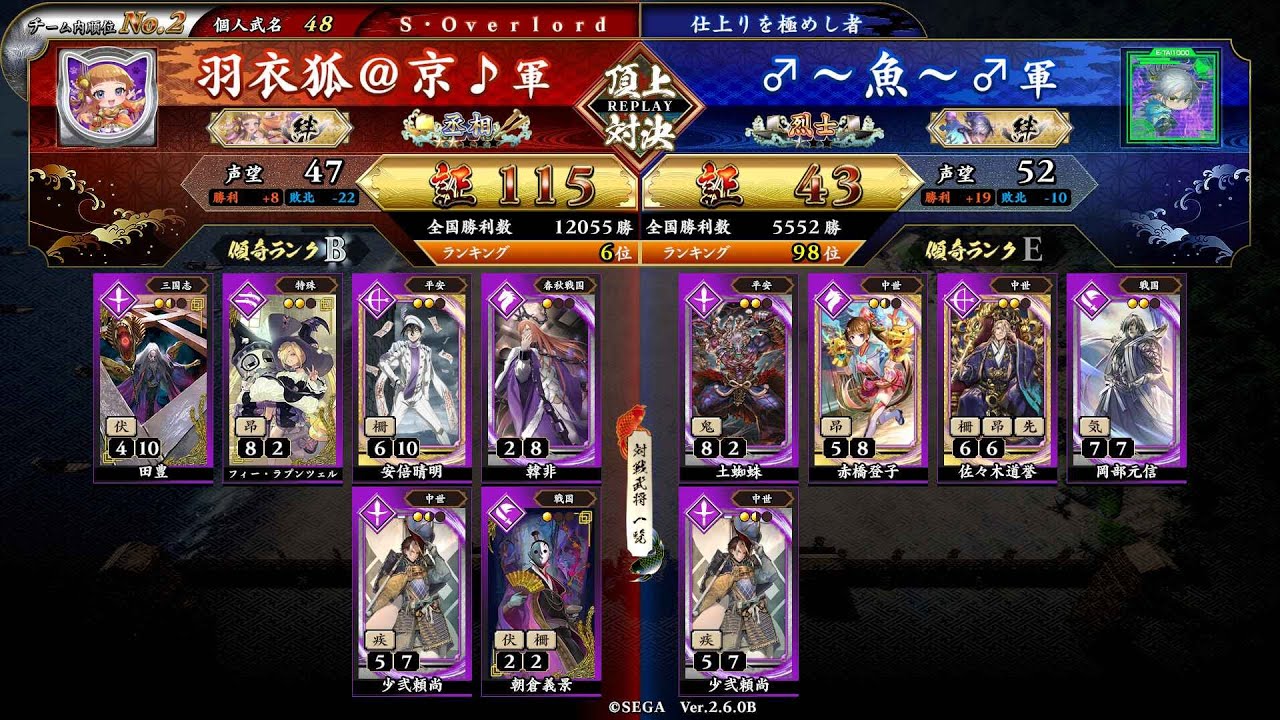 チーム内順位 No.2 個人武名 48
S・Overlord
仕上りを極めし者
羽衣狐@京♪軍
頂上
REPLAY
対決
♂～魚～♂軍
E-TAI1000
絆
丞相
烈士
絆
声望 47
勝利 +8 敗北 -22
証 115
証 43
声望 52
勝利 +19 敗北 -10
全国勝利数 12055勝
全国勝利数 5552勝
傾奇ランク B
ランキング 6位
ランキング 98位
傾奇ランク E
三国志
伏
4 10
田豊
特殊
昂
8 2
フィー・ラプンツェル
平安
柵
6 10
安倍晴明
春秋戦国
2 8
韓非
平安
鬼
8 2
土蜘蛛
中世
昂
5 8
赤橋登子
中世
柵 昂 先
6 6
佐々木道誉
戦国
気
7 7
岡部元信
対戦武将一覧
中世
疾
5 7
少弐頼尚
戦国
伏 柵
2 2
朝倉義景
中世
疾
5 7
少弐頼尚
©SEGA Ver.2.6.0B